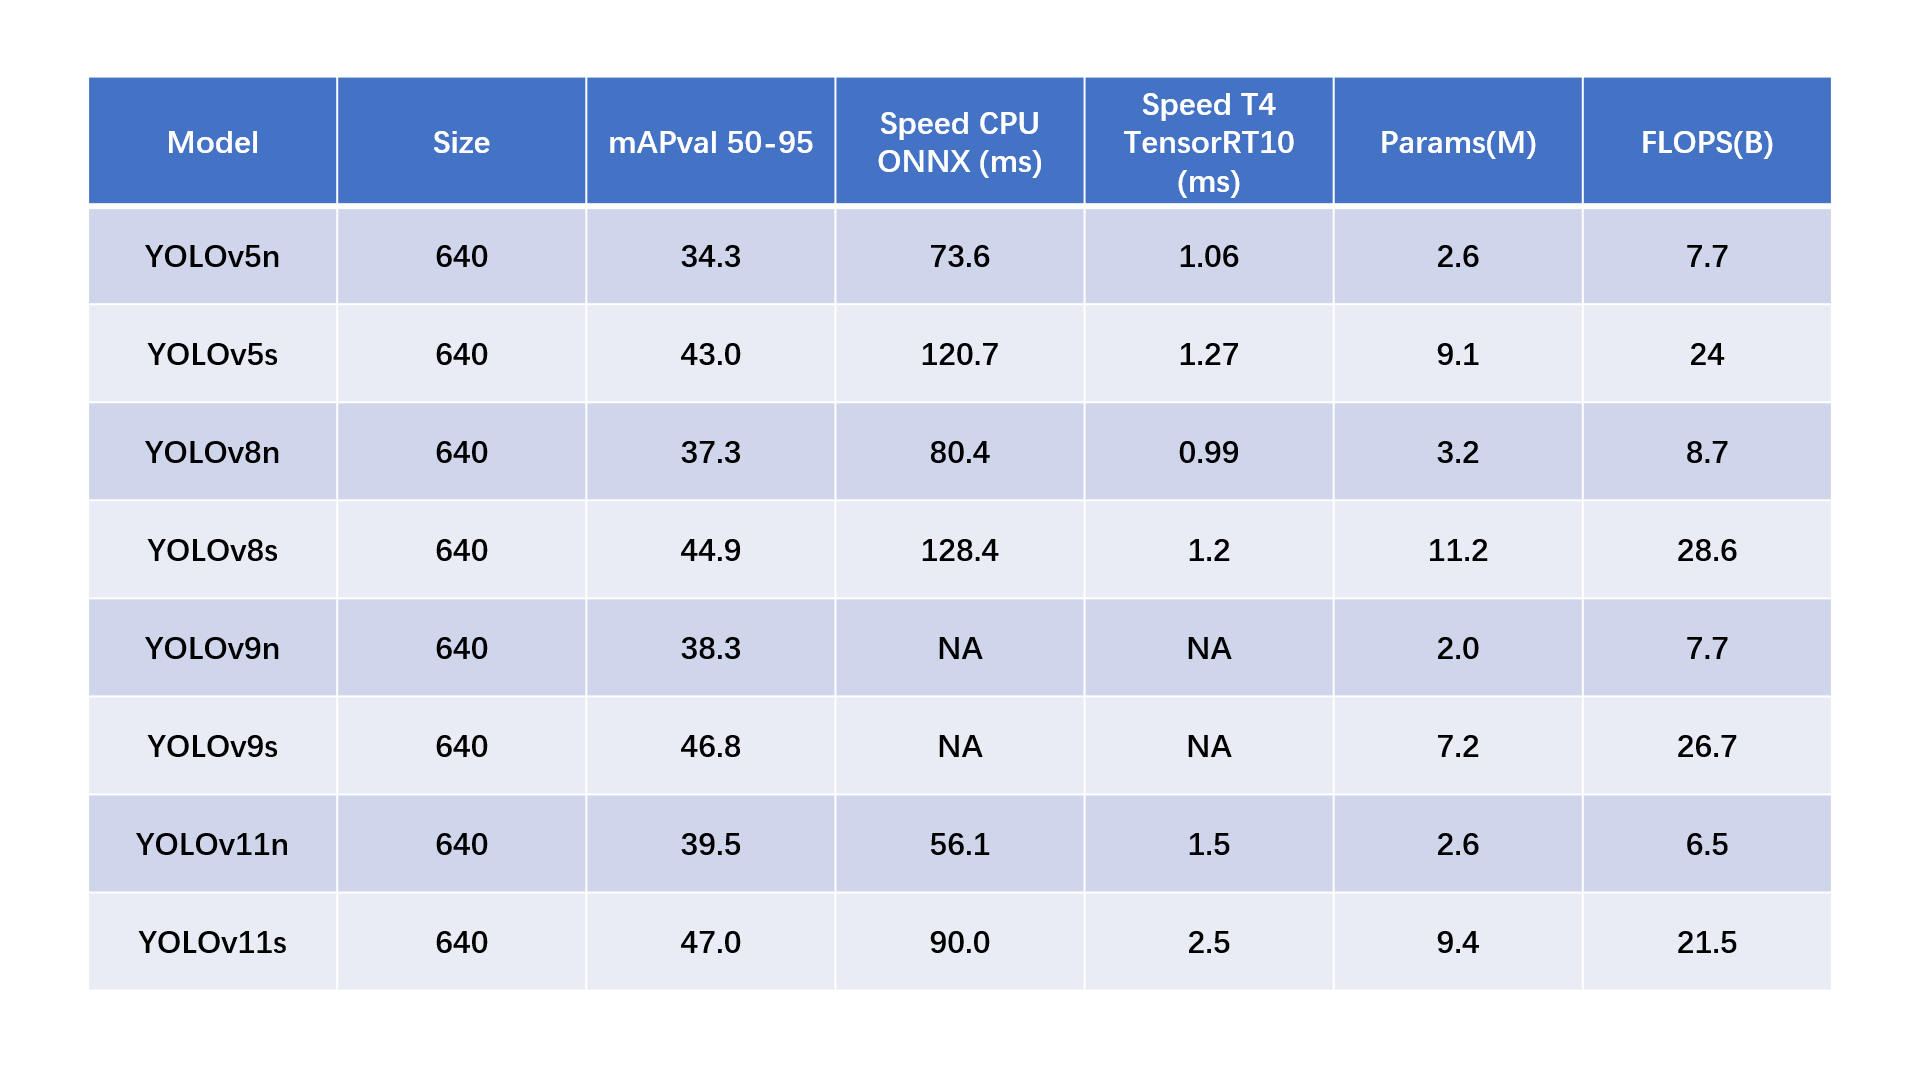 Model Size mAPval 50-95 Speed CPU ONNX (ms) Speed T4 TensorRT10 (ms) Params(M) FLOPS(B)
YOLOv5n 640 34.3 73.6 1.06 2.6 7.7
YOLOv5s 640 43.0 120.7 1.27 9.1 24
YOLOv8n 640 37.3 80.4 0.99 3.2 8.7
YOLOv8s 640 44.9 128.4 1.2 11.2 28.6
YOLOv9n 640 38.3 NA NA 2.0 7.7
YOLOv9s 640 46.8 NA NA 7.2 26.7
YOLOv11n 640 39.5 56.1 1.5 2.6 6.5
YOLOv11s 640 47.0 90.0 2.5 9.4 21.5